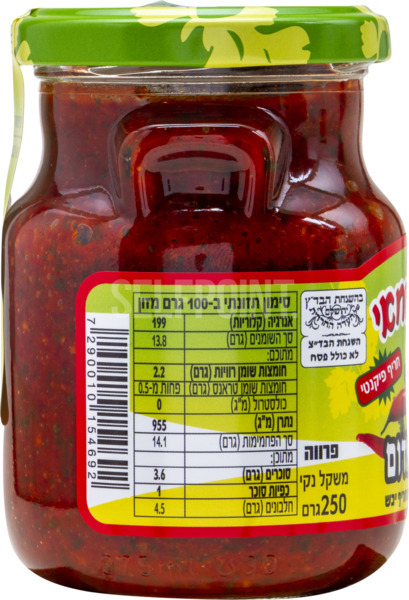 SELFPOINT
סימון תזונתי ב-100 גרם מזון
אנרגיה (קלוריות) 199
סך השומנים (גרם) 13.8
מתוכם:
חומצות שומן רוויות (גרם) 2.2
חומצות שומן טראנס (גרם) פחות מ-0.5
כולסטרול (מ"ג) 0
נתרן (מ"ג) 955
סך הפחמימות (גרם) 14.1
מתוכן:
סוכרים (גרם) 3.6
כפיות סוכר 1
חלבונים (גרם) 4.5
בהשגחת הבד"ץ
השגחת הבד"צ
לא כולל פסח
פרווה
משקל נקי
250 גרם
חריף פיקנטי
7 290010 154692